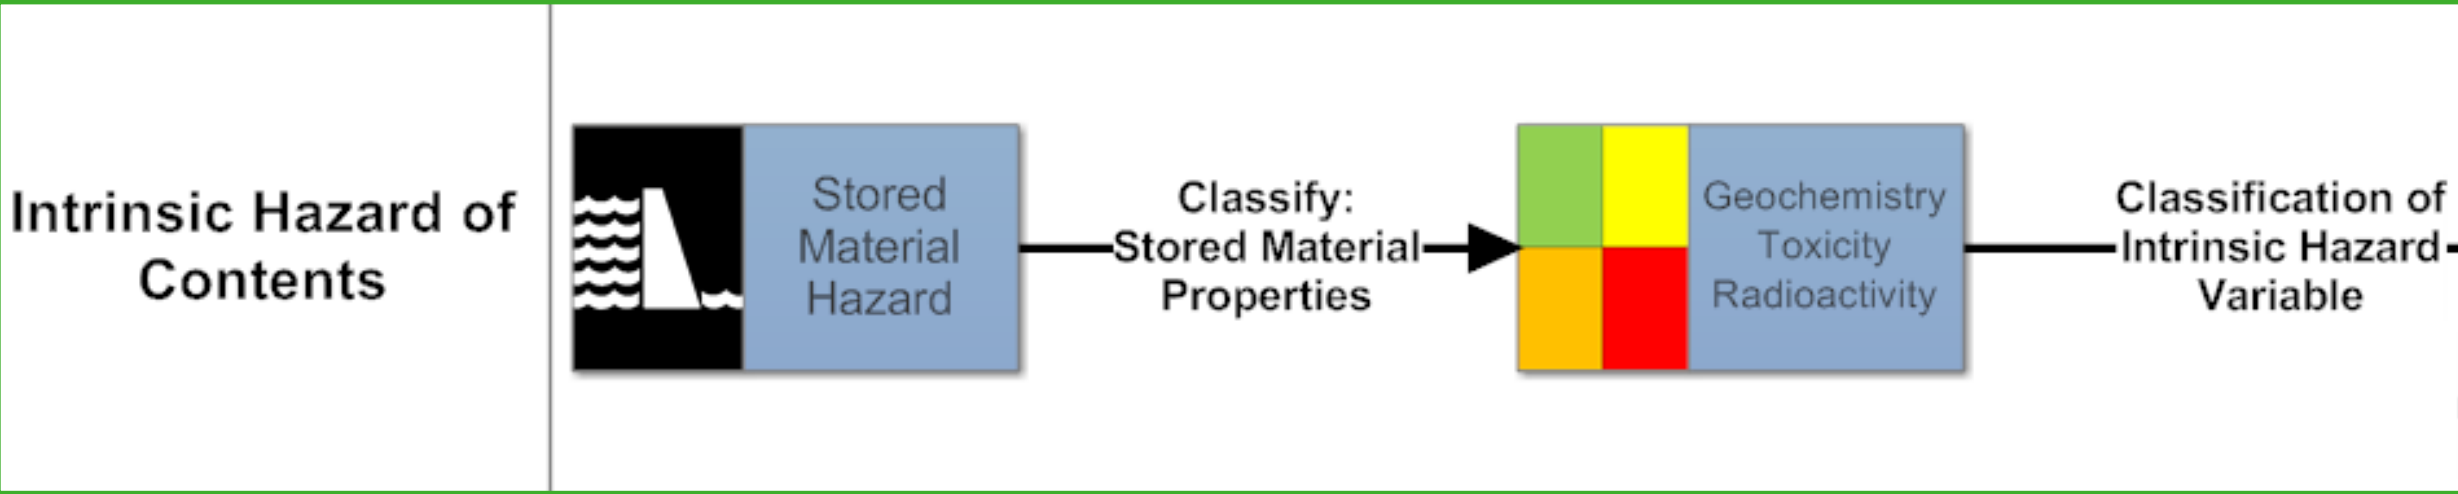 Intrinsic Hazard of
Contents
Stored
Material
Hazard
Classify:
Stored Material
Properties
Geochemistry
Toxicity
Radioactivity
Classification of
Intrinsic Hazard
Variable